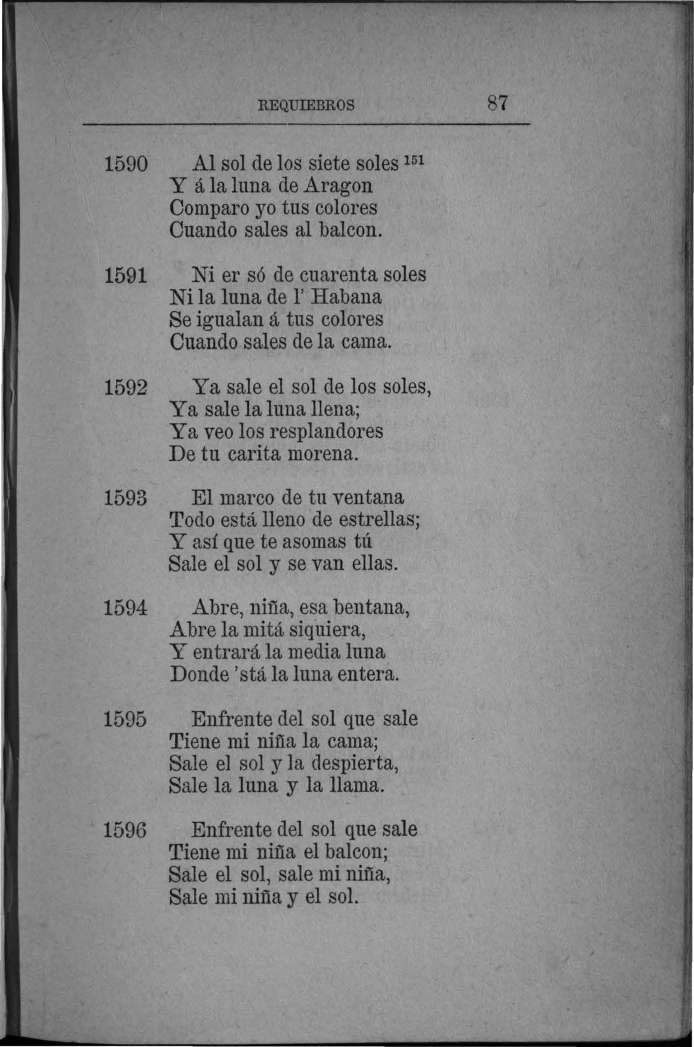 REQUIEBROS 87
1590 Al sol de los siete soles ¹⁵¹
Y á la luna de Aragon
Comparo yo tus colores
Cuando sales al balcon.
1591 Ni er só de cuarenta soles
Ni la luna de l' Habana
Se igualan á tus colores
Cuando sales de la cama.
1592 Ya sale el sol de los soles,
Ya sale la luna llena;
Ya veo los resplandores
De tu carita morena.
1593 El marco de tu ventana
Todo está lleno de estrellas;
Y así que te asomas tú
Sale el sol y se van ellas.
1594 Abre, niña, esa bentana,
Abre la mitá siquiera,
Y entrará la media luna
Donde 'stá la luna entera.
1595 Enfrente del sol que sale
Tiene mi niña la cama;
Sale el sol y la despierta,
Sale la luna y la llama.
1596 Enfrente del sol que sale
Tiene mi niña el balcon;
Sale el sol, sale mi niña,
Sale mi niña y el sol.